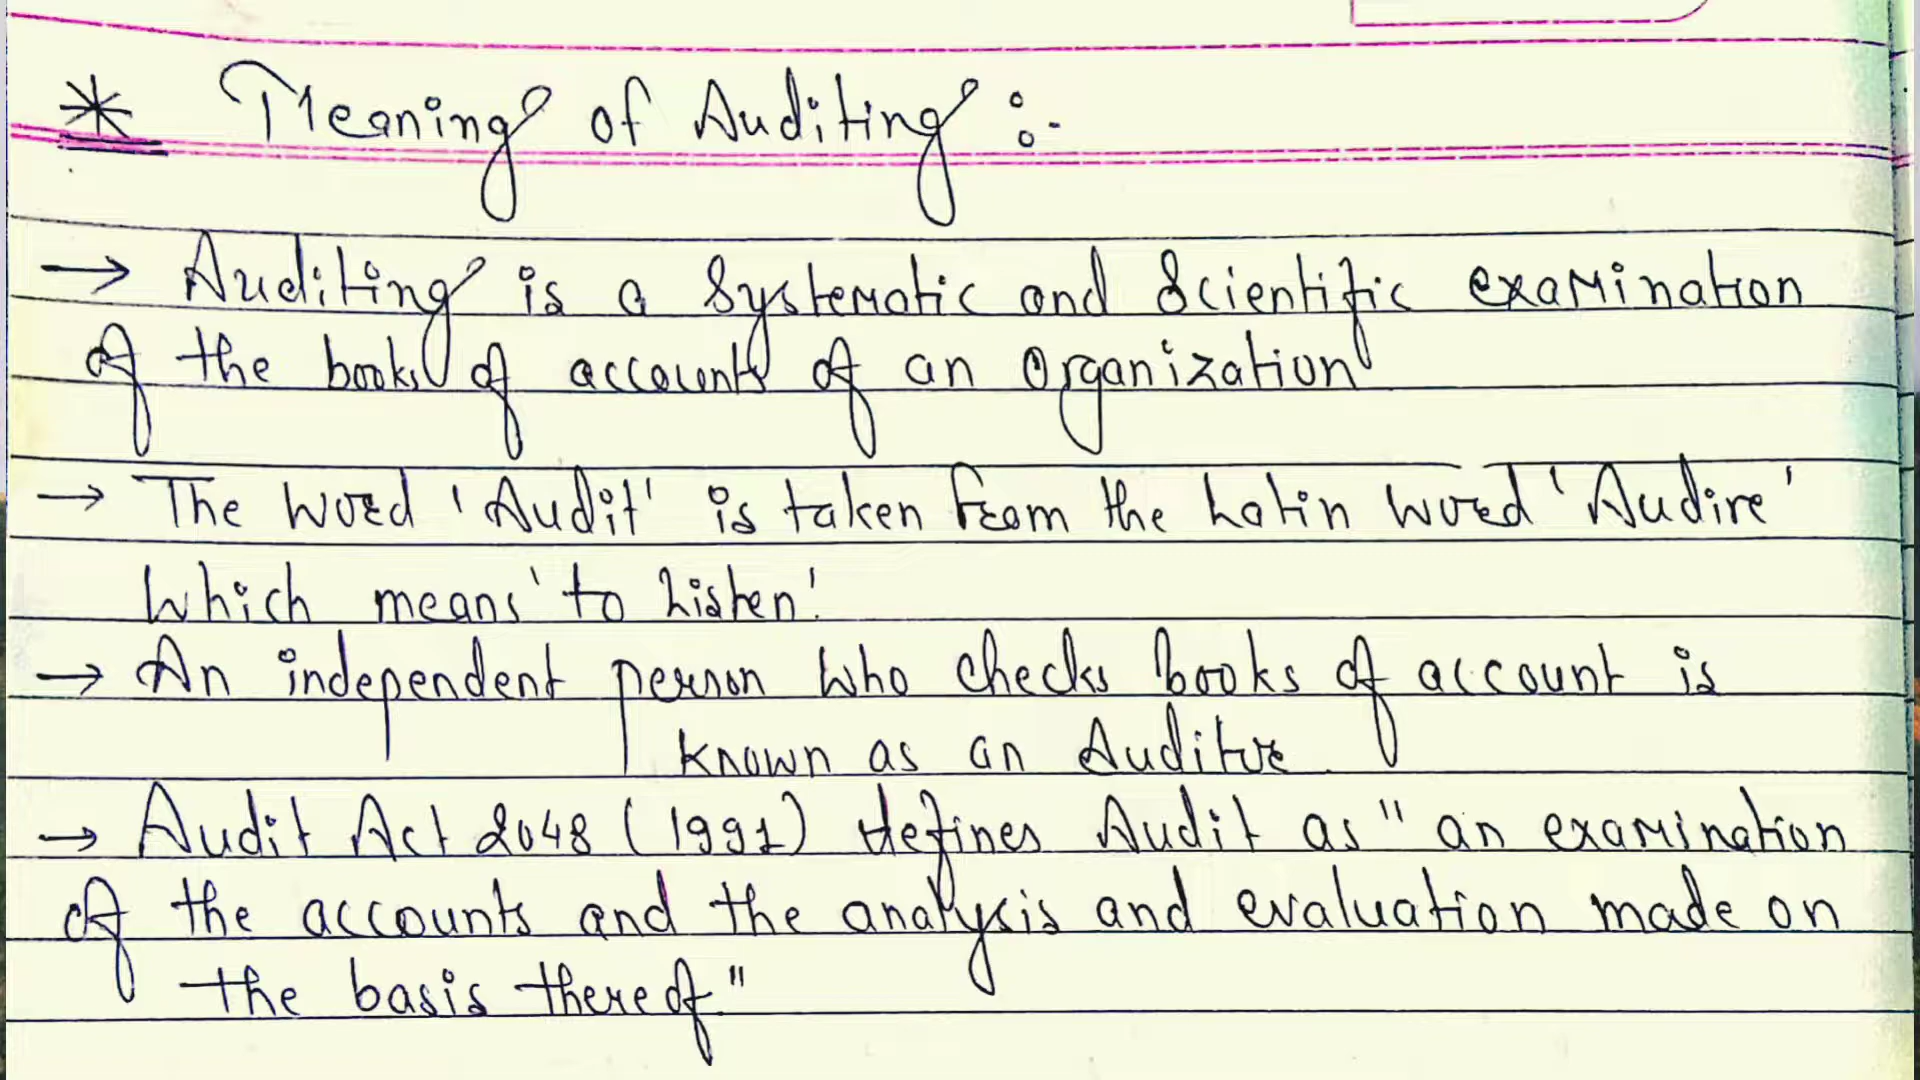 * Meaning of Auditing :-
→ Auditing is a Systematic and Scientific examination
of the books of accounts of an Organization
→ The word 'Audit' is taken from the Latin word 'Audire'
Which means 'to listen'.
→ An independent person who checks books of account is
known as an Auditor.
→ Audit Act 2048 (1991) defines Audit as " an examination
of the accounts and the analysis and evaluation made on
the basis thereof"